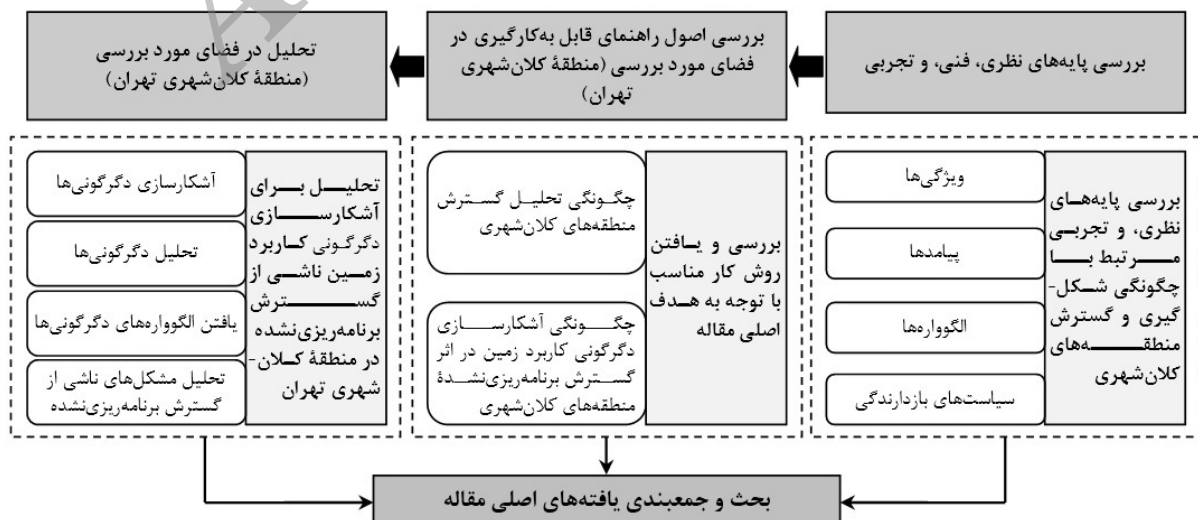 بررسی پایه‌های نظری، فنی، و تجربی
بررسی اصول راهنمای قابل به‌کارگیری در
فضای مورد بررسی (منطقهٔ کلان‌شهری
تهران)
تحلیل در فضای مورد بررسی
(منطقهٔ کلان‌شهری تهران)
بررسی پایه‌های
نظری، و تجربی
مرتبط با
چگونگی شکل-
گیری و گسترش
منطقه‌های
کلان‌شهری
ویژگی‌ها
پیامدها
الگوواره‌ها
سیاست‌های بازدارندگی
بررسی و یافتن
روش کار مناسب
با توجه به هدف
اصلی مقاله
چگونگی تحلیل گسترش
منطقه‌های کلان‌شهری
چگونگی آشکارسازی
دگرگونی کاربرد زمین در اثر
گسترش برنامه‌ریزی‌نشدهٔ
منطقه‌های کلان‌شهری
تحلیل برای
آشکارسازی
دگرگونی کاربرد
زمین ناشی از
گسترش
برنامه‌ریزی‌نشده
در منطقهٔ کلان-
شهری تهران
آشکارسازی دگرگونی‌ها
تحلیل دگرگونی‌ها
یافتن الگوواره‌های دگرگونی‌ها
تحلیل مشکل‌های ناشی از
گسترش برنامه‌ریزی‌نشده
بحث و جمعبندی یافته‌های اصلی مقاله